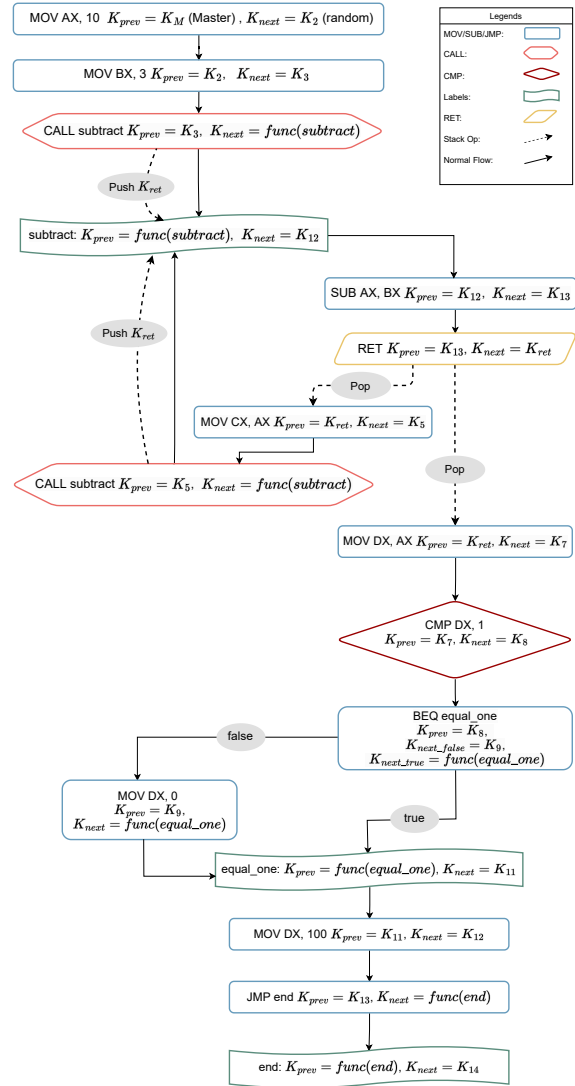 MOV AX, 10 K_prev = K_M (Master) , K_next = K_2 (random)
MOV BX, 3 K_prev = K_2, K_next = K_3
CALL subtract K_prev = K_3, K_next = func(subtract)
Push K_ret
subtract: K_prev = func(subtract), K_next = K_12
SUB AX, BX K_prev = K_12, K_next = K_13
Push K_ret
RET K_prev = K_13, K_next = K_ret
Pop
MOV CX, AX K_prev = K_ret, K_next = K_5
CALL subtract K_prev = K_5, K_next = func(subtract)
Pop
MOV DX, AX K_prev = K_ret, K_next = K_7
CMP DX, 1
K_prev = K_7, K_next = K_8
BEQ equal_one
K_prev = K_8,
K_next_false = K_9,
K_next_true = func(equal_one)
false
MOV DX, 0
K_prev = K_9,
K_next = func(equal_one)
true
equal_one: K_prev = func(equal_one), K_next = K_11
MOV DX, 100 K_prev = K_11, K_next = K_12
JMP end K_prev = K_13, K_next = func(end)
end: K_prev = func(end), K_next = K_14
Legends
MOV/SUB/JMP:
CALL:
CMP:
Labels:
RET:
Stack Op:
Normal Flow: